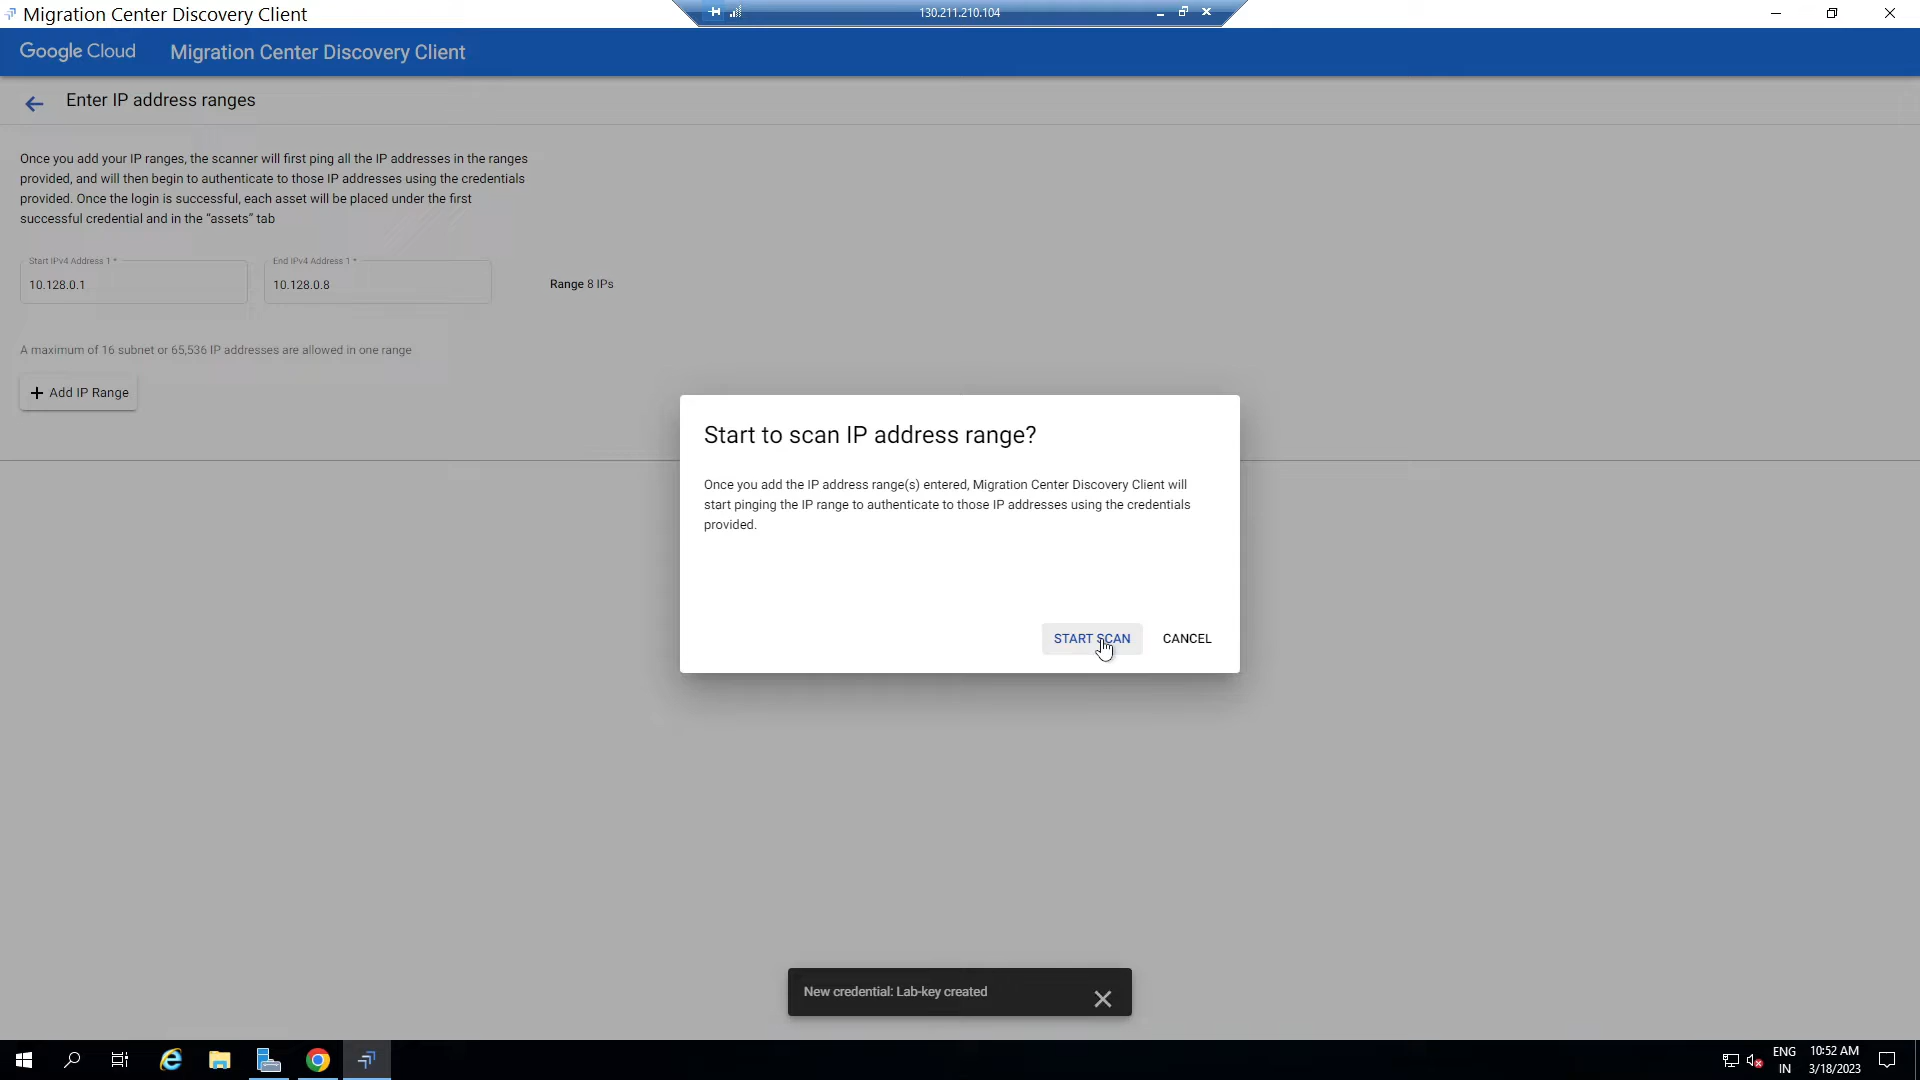 Migration Center Discovery Client
130.211.210.104
Google Cloud
Migration Center Discovery Client
Enter IP address ranges
Once you add your IP ranges, the scanner will first ping all the IP addresses in the ranges
provided, and will then begin to authenticate to those IP addresses using the credentials
provided. Once the login is successful, each asset will be placed under the first
successful credential and in the "assets" tab
Start IPv4 Address 1 *
End IPv4 Address 1 *
10.128.0.1
10.128.0.8
Range 8 IPs
A maximum of 16 subnet or 65,536 IP addresses are allowed in one range
+ Add IP Range
Start to scan IP address range?
Once you add the IP address range(s) entered, Migration Center Discovery Client will
start pinging the IP range to authenticate to those IP addresses using the credentials
provided.
START SCAN
CANCEL
New credential: Lab-key created
ENG
IN
10:52 AM
3/18/2023